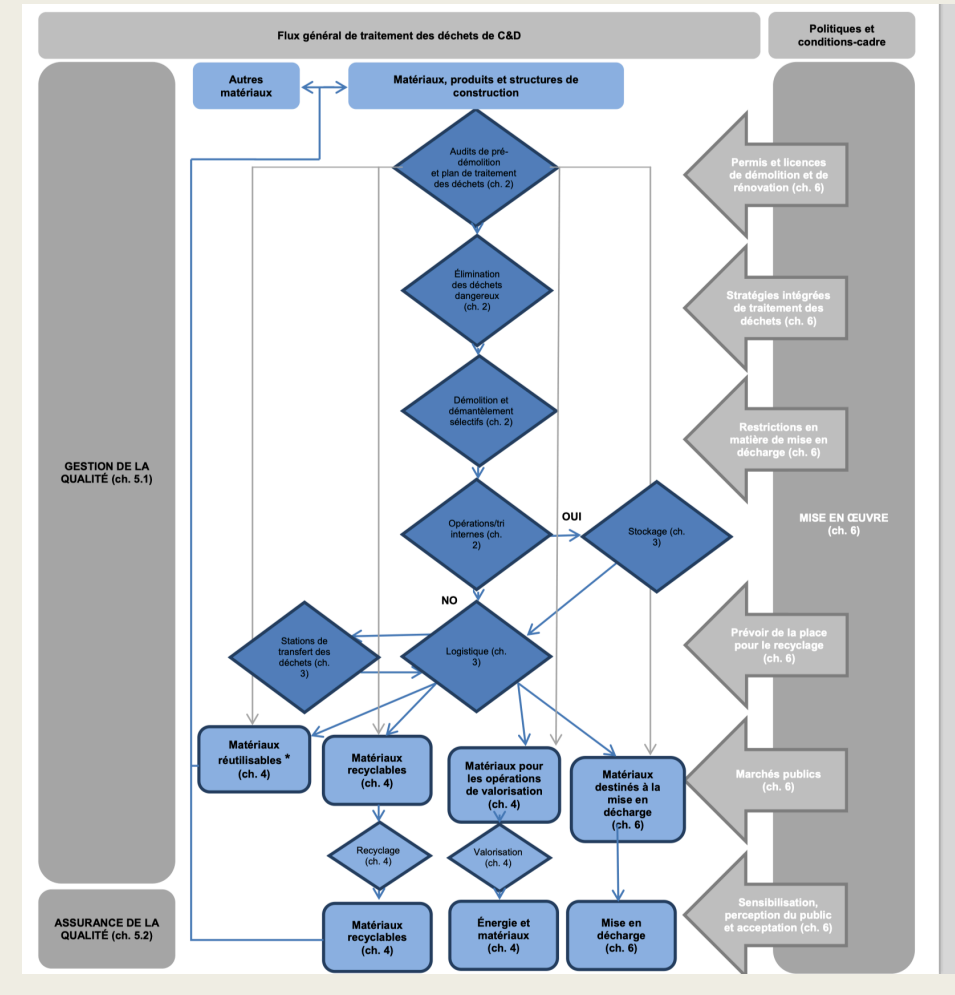 Flux général de traitement des déchets de C&D
Politiques et
conditions-cadre
Autres
matériaux
Matériaux, produits et structures de
construction
Audits de pré-
démolition
et plan de traitement
des déchets (ch. 2)
Permis et licences
de démolition et de
rénovation (ch. 6)
Élimination
des déchets
dangereux
(ch. 2)
Stratégies intégrées
de traitement des
déchets (ch. 6)
Démolition et
démantèlement
sélectifs (ch. 2)
Restrictions en
matière de mise en
décharge (ch. 6)
GESTION DE LA
QUALITÉ (ch. 5.1)
Opérations/tri
internes (ch.
2)
OUI
Stockage (ch.
3)
MISE EN ŒUVRE
(ch. 6)
NO
Stations de
transfert des
déchets (ch.
3)
Logistique (ch.
3)
Prévoir de la place
pour le recyclage
(ch. 6)
Matériaux
réutilisables *
(ch. 4)
Matériaux
recyclables
(ch. 4)
Matériaux pour
les opérations
de valorisation
(ch. 4)
Matériaux
destinés à la
mise en
décharge
(ch. 6)
Marchés publics
(ch. 6)
Recyclage
(ch. 4)
Valorisation
(ch. 4)
ASSURANCE DE LA
QUALITÉ (ch. 5.2)
Matériaux
recyclables
(ch. 4)
Énergie et
matériaux
(ch. 4)
Mise en
décharge
(ch. 6)
Sensibilisation,
perception du public
et acceptation (ch. 6)